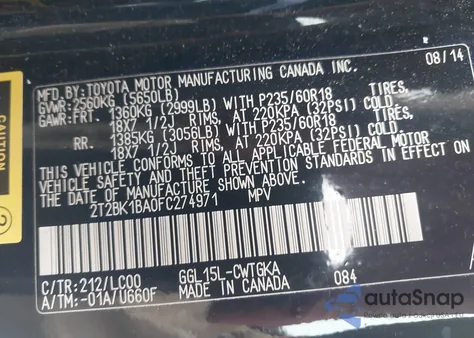 08/14
MFD. BY: TOYOTA MOTOR MANUFACTURING CANADA INC.
GVWR: 2560KG (5650LB)
GAWR: FRT. 1360KG (2999LB) WITH P235/60R18 TIRES,
18X7 1/2J RIMS, AT 220KPA (32PSI) COLD.
RR. 1385KG (3056LB) WITH P235/60R18 TIRES,
18X7 1/2J RIMS, AT 220KPA (32PSI) COLD.
THIS VEHICLE CONFORMS TO ALL APPLICABLE FEDERAL MOTOR
VEHICLE SAFETY AND THEFT PREVENTION STANDARDS IN EFFECT ON
THE DATE OF MANUFACTURE SHOWN ABOVE.
2T2BK1BA0FC274971 MPV
C/TR: 212/LC00 GGL15L-CWTGKA
A/TM: -01A/U660F MADE IN CANADA 084
CAUTION
autoSnap